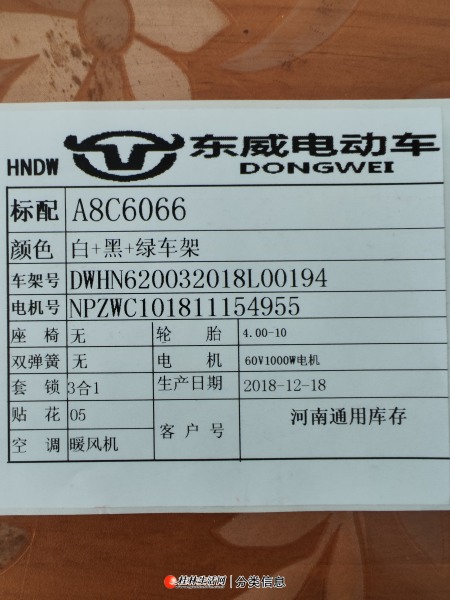 HNDW 东威电动车
DONGWEI
标配 A8C6066
颜色 白+黑+绿车架
车架号 DWHN620032018L00194
电机号 NPZWC101811154955
座椅 无 轮胎 4.00-10
双弹簧 无 电机 60V1000W电机
套锁 3合1 生产日期 2018-12-18
贴花 05 客户号 河南通用库存
空调 暖风机
桂林生活网 分类信息